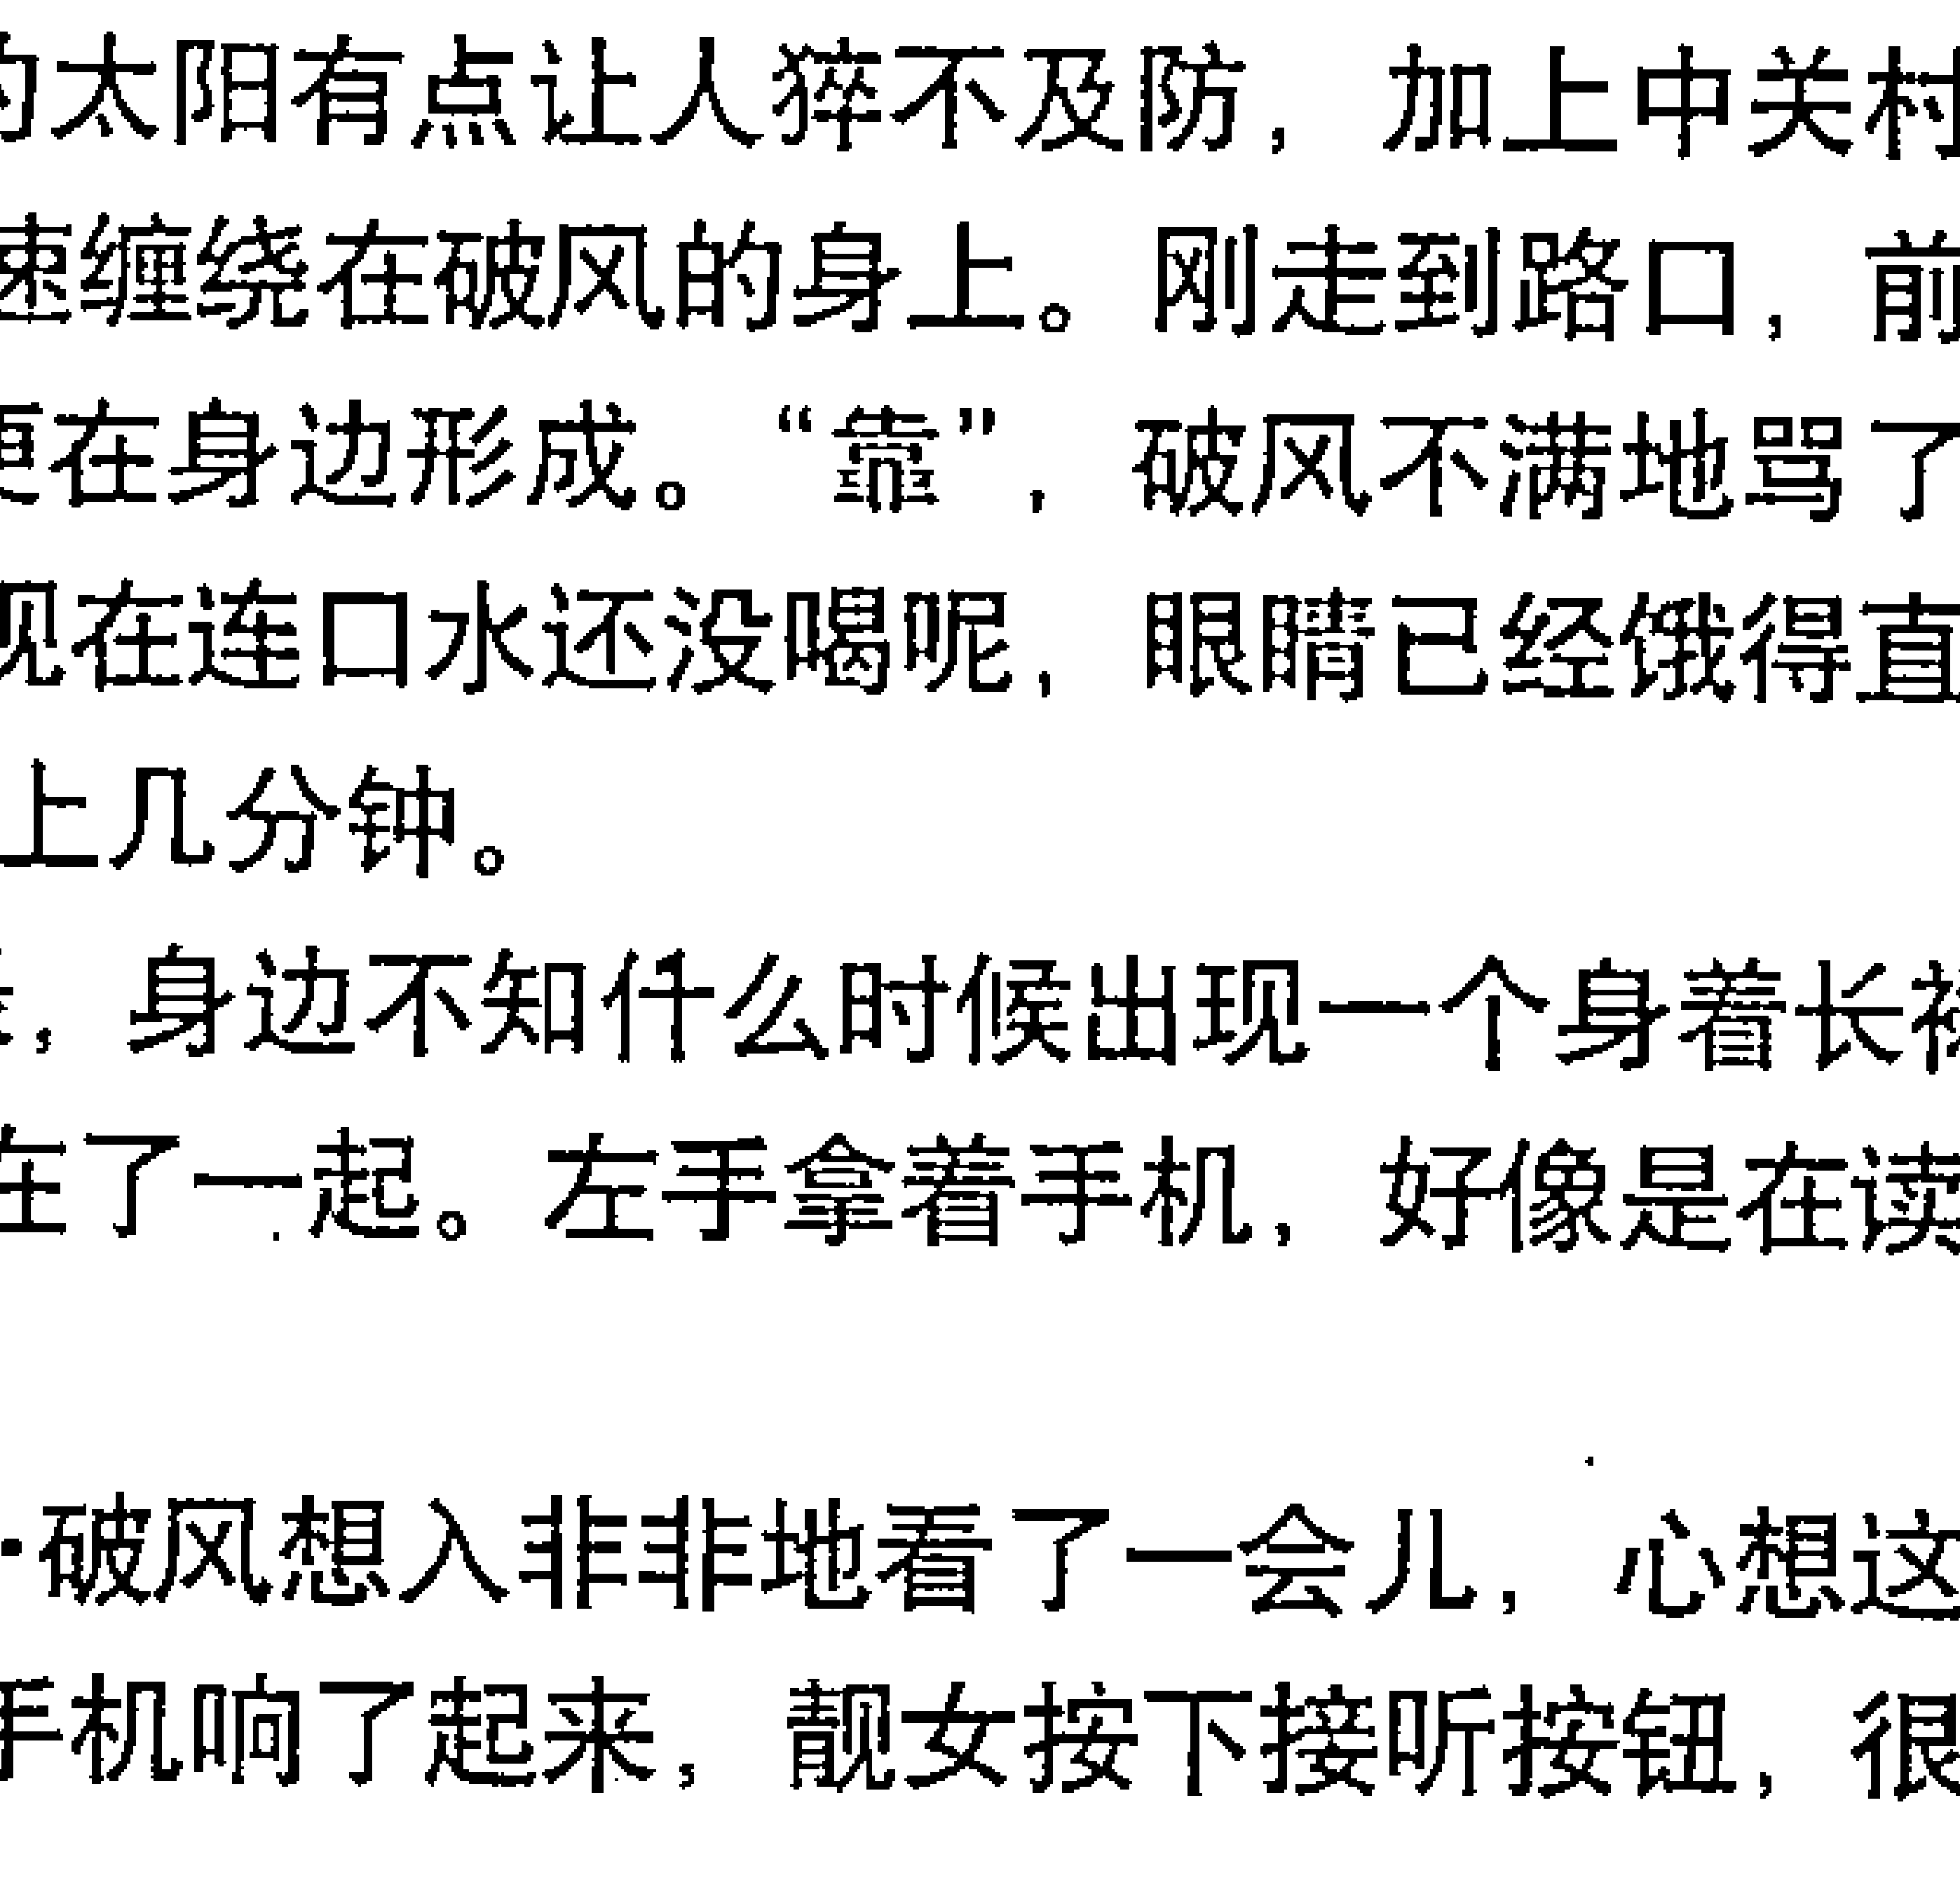 的太阳有点让人猝不及防，加上中关村
速缠绕在破风的身上。刚走到路口，前
便在身边形成。“靠”，破风不满地骂了
现在连口水还没喝呢，眼睛已经饿得直
上几分钟。
，身边不知什么时候出现一个身着长裙
在了一起。左手拿着手机，好像是在读
·破风想入非非地看了一会儿，心想这
手机响了起来，靓女按下接听按钮，很